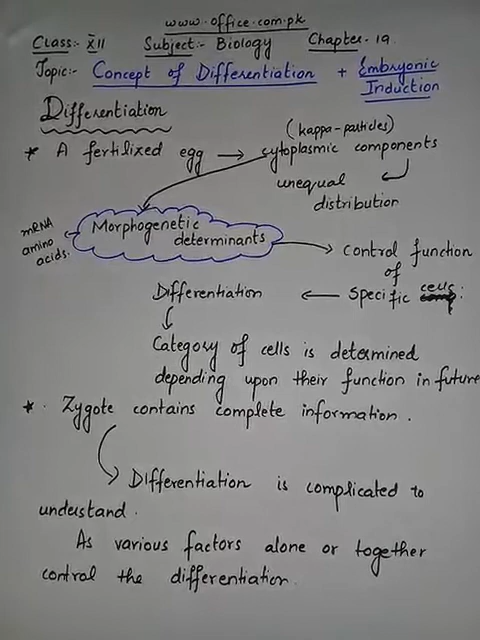 www.office.com.pk
Class:- XII Subject:- Biology Chapter-19.
Topic:- Concept of Differentiation + Embryonic Induction
Differentiation
(kappa-particles)
* A fertilized egg → cytoplasmic components
unequal
distribution
mRNA
amino
acids.
Morphogenetic
determinants
→ control function
of
Differentiation ← specific cells.
Category of cells is determined
depending upon their function in future
* Zygote contains complete information.
Differentiation is complicated to
understand.
As various factors alone or together
control the differentiation.